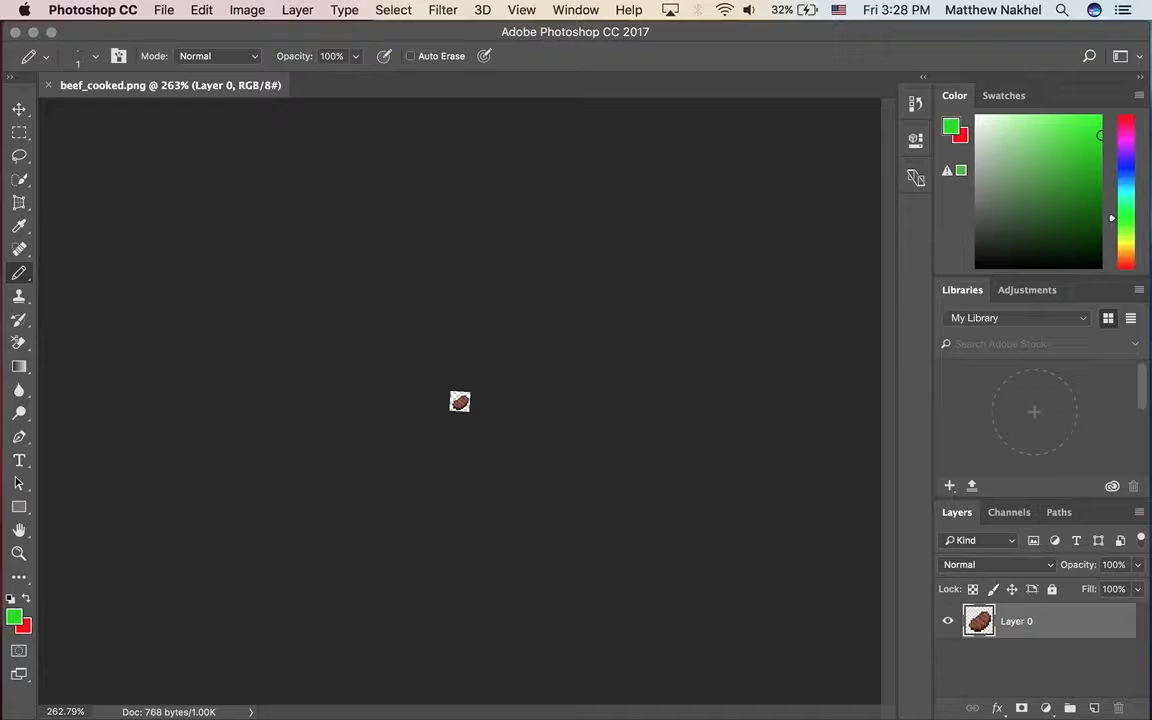 Photoshop CC File Edit Image Layer Type Select Filter 3D View Window Help 32% Fri 3:28 PM Matthew Nakhel
Adobe Photoshop CC 2017
1 Mode: Normal Opacity: 100% Auto Erase
beef_cooked.png @ 263% (Layer 0, RGB/8#)
Color Swatches
Libraries Adjustments
My Library
Search Adobe Stock
Layers Channels Paths
Kind
Normal Opacity: 100%
Lock: Fill: 100%
Layer 0
262.79% Doc: 768 bytes/1.00K